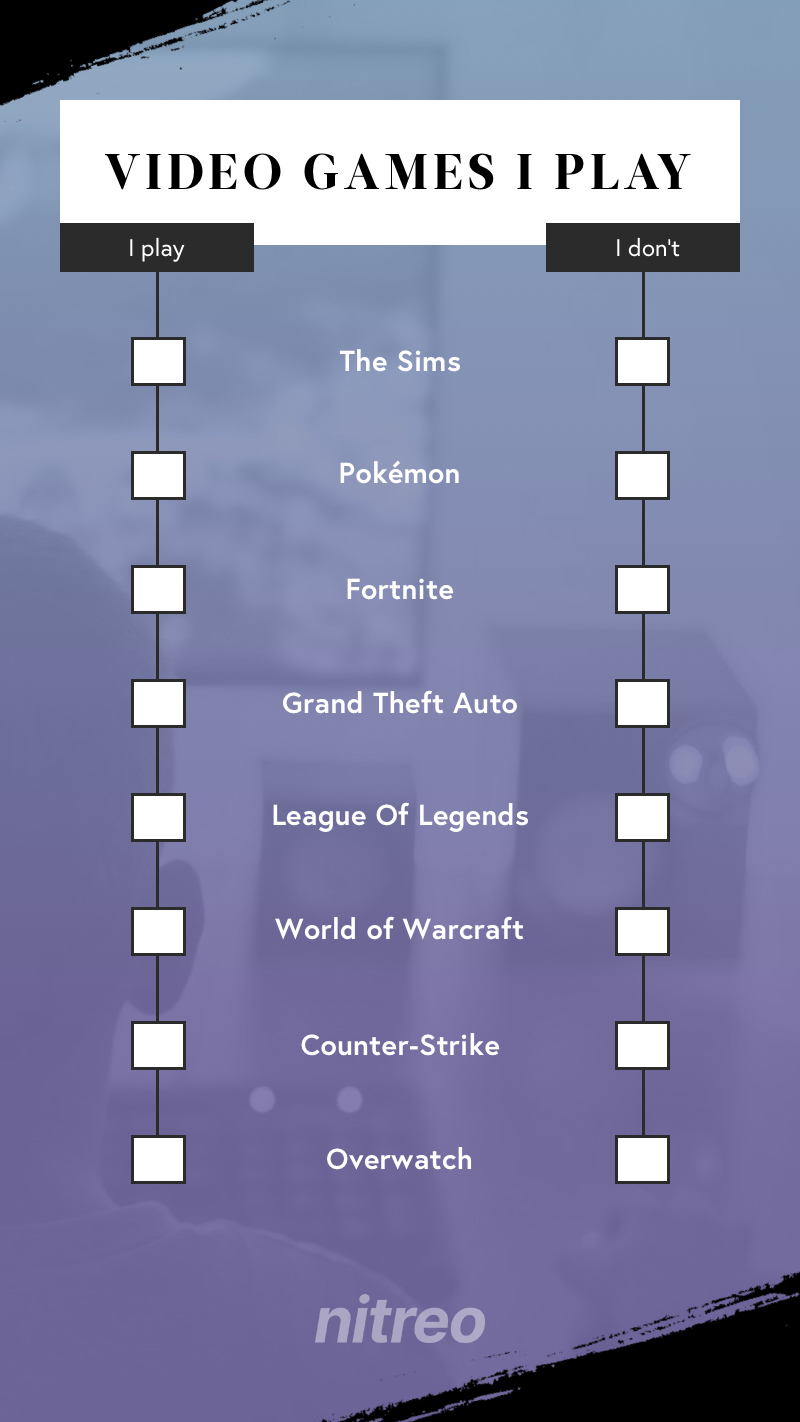 VIDEO GAMES I PLAY
I play
I don't
The Sims
Pokémon
Fortnite
Grand Theft Auto
League Of Legends
World of Warcraft
Counter-Strike
Overwatch
nitreo